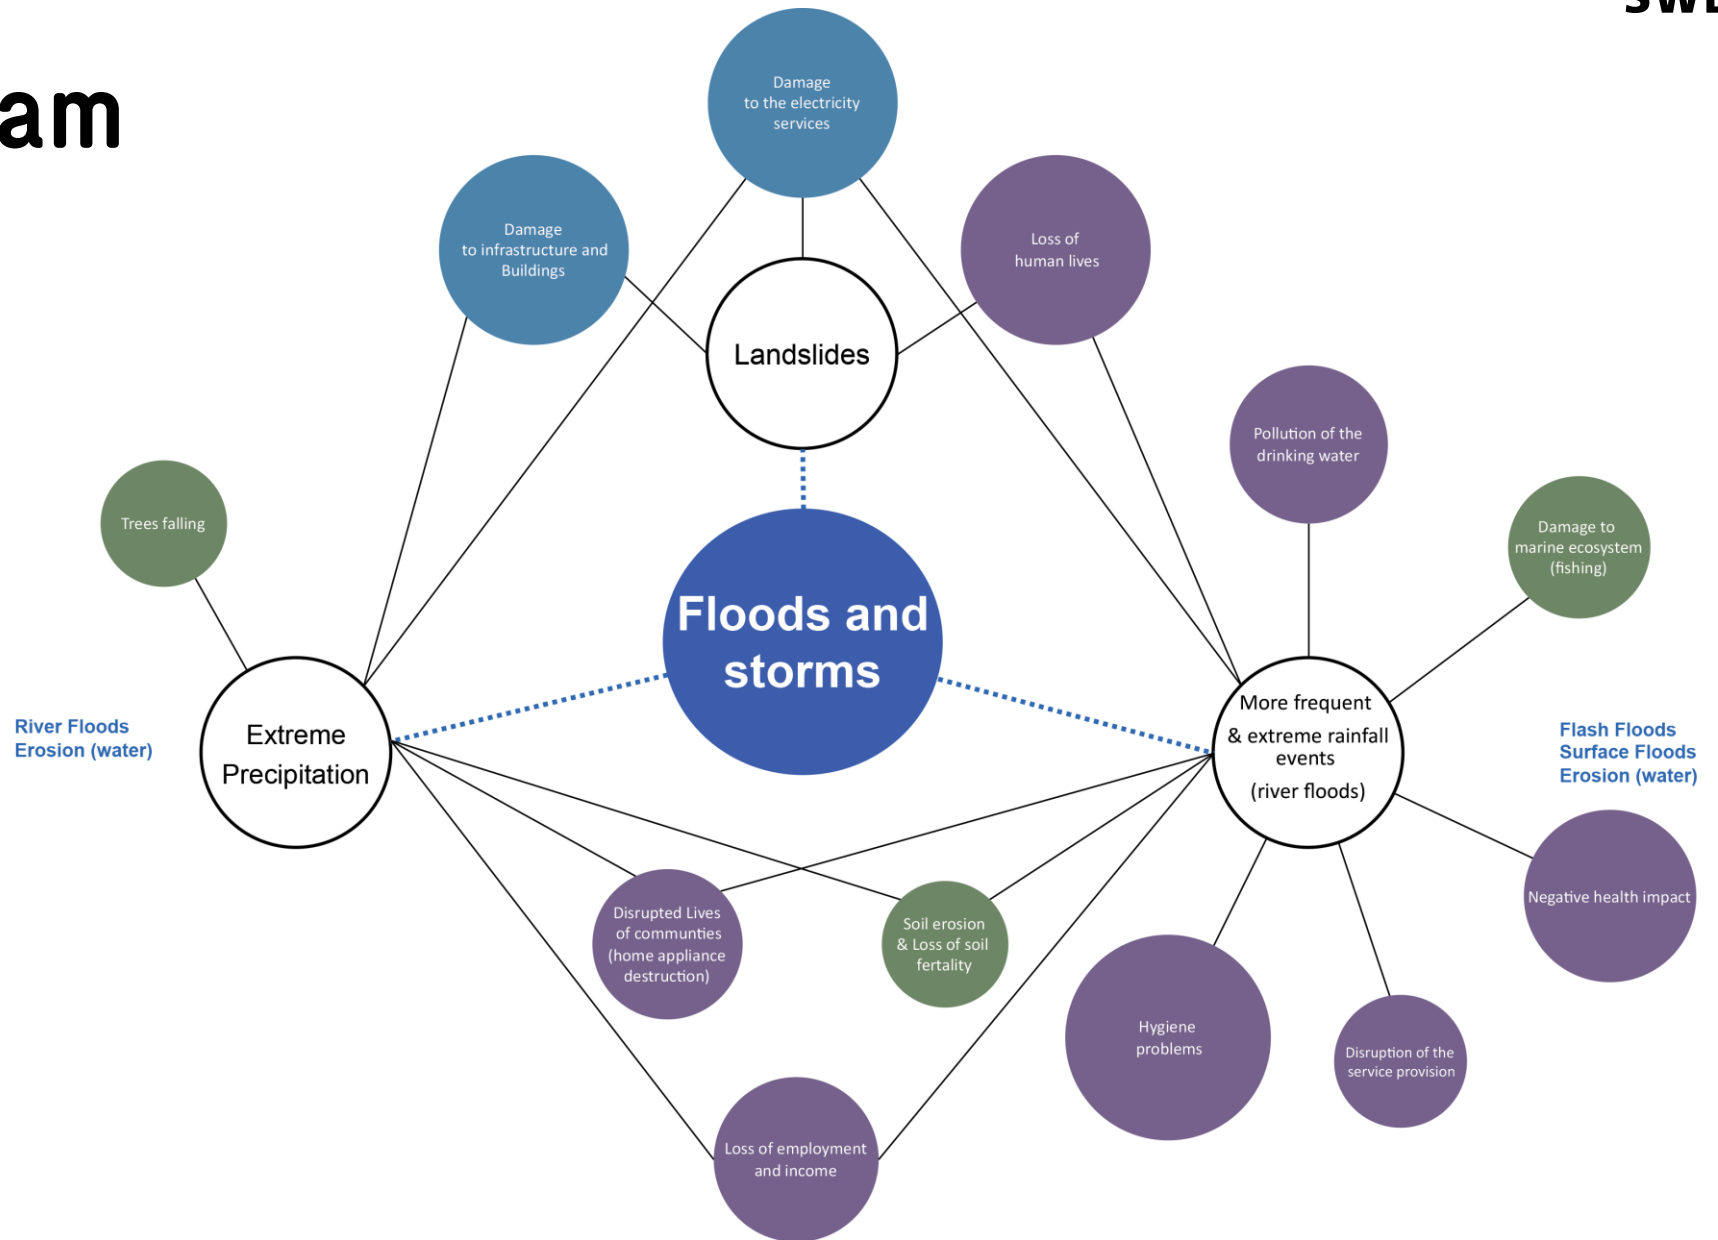 am
Damage
to the electricity
services
Damage
to infrastructure and
Buildings
Loss of
human lives
Landslides
Pollution of the
drinking water
Trees falling
Damage to
marine ecosystem
(fishing)
Floods and
storms
River Floods
Erosion (water)
Extreme
Precipitation
More frequent
& extreme rainfall
events
(river floods)
Flash Floods
Surface Floods
Erosion (water)
Disrupted Lives
of communties
(home appliance
destruction)
Soil erosion
& Loss of soil
fertality
Negative health impact
Hygiene
problems
Disruption of the
service provision
Loss of employment
and income